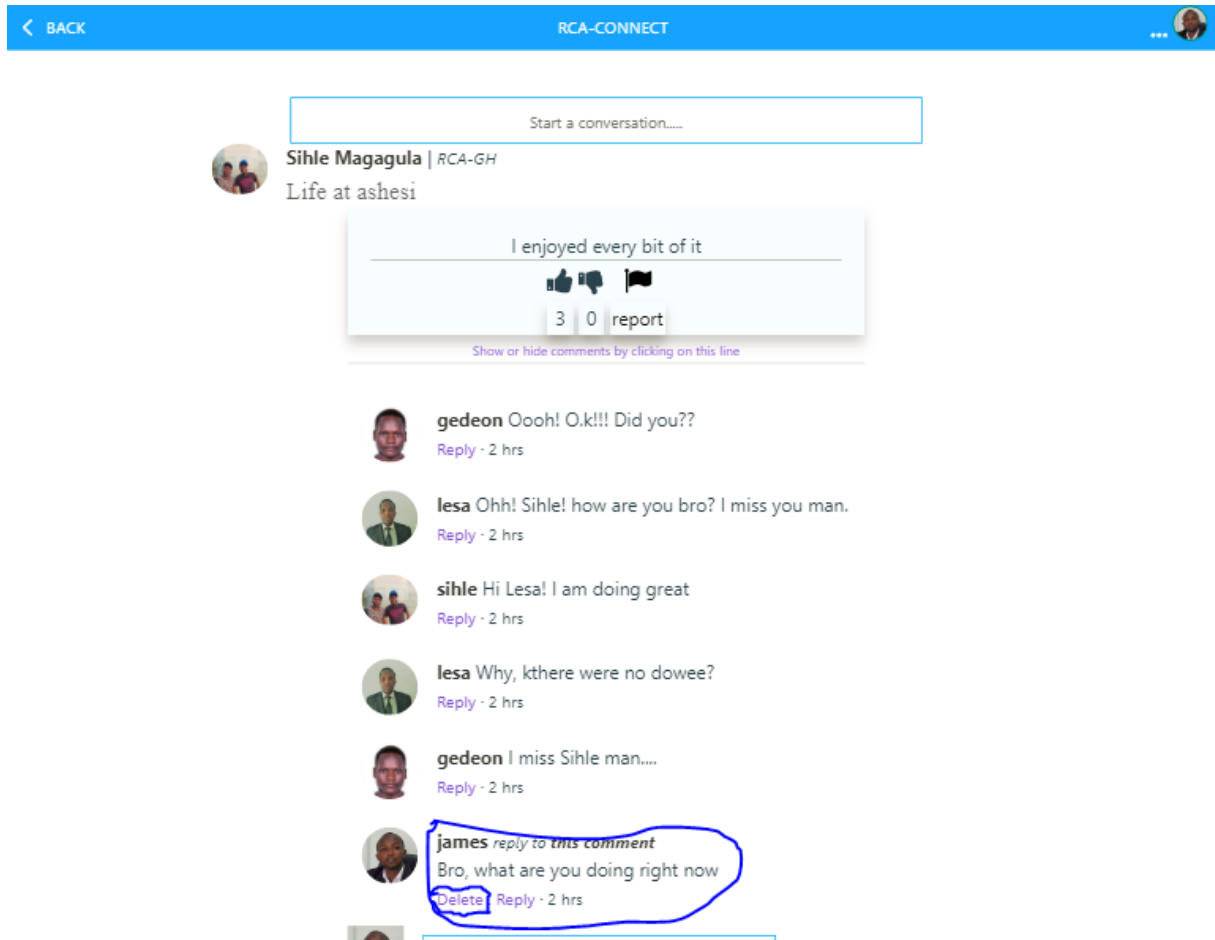 BACK
RCA-CONNECT
...
Start a conversation.....
Sihle Magagula | RCA-GH
Life at ashesi
I enjoyed every bit of it
3 0 report
Show or hide comments by clicking on this line
gedeon Oooh! O.k!!! Did you??
Reply · 2 hrs
lesa Ohh! Sihle! how are you bro? I miss you man.
Reply · 2 hrs
sihle Hi Lesa! I am doing great
Reply · 2 hrs
lesa Why, kthere were no dowee?
Reply · 2 hrs
gedeon I miss Sihle man....
Reply · 2 hrs
james reply to this comment
Bro, what are you doing right now
Delete Reply · 2 hrs